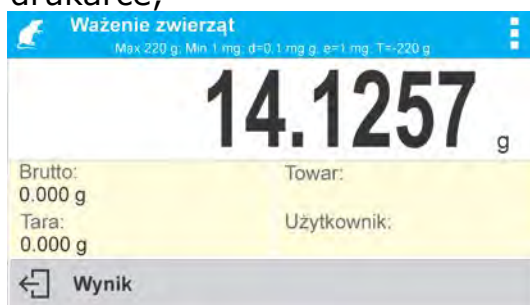 drukarce,
Ważenie zwierząt
Max 220 g: Min 1 mg: d=0.1 mg g. e=1 mg: T=-220 g
14.1257 g
Brutto:
0.000 g
Towar:
Tara:
0.000 g
Użytkownik:
Wynik